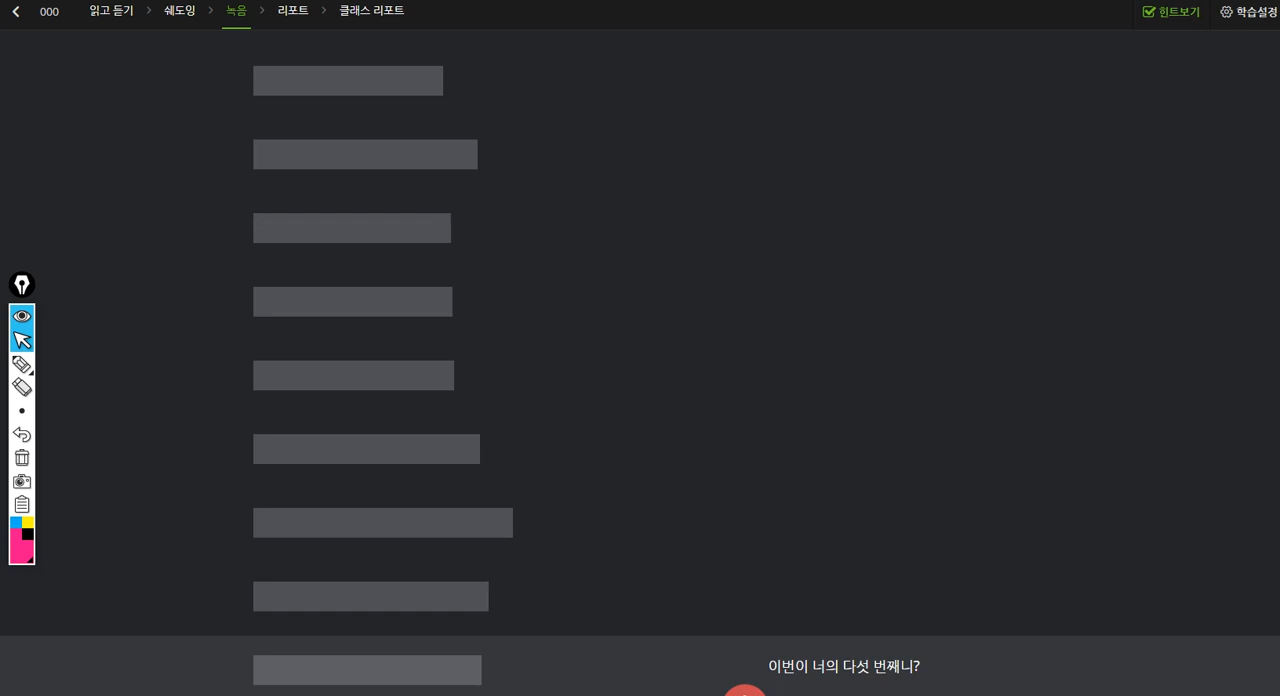 000 읽고 듣기 > 쉐도잉 > 녹음 > 리포트 > 클래스 리포트 힌트보기 학습설정
이번이 너의 다섯 번째니?